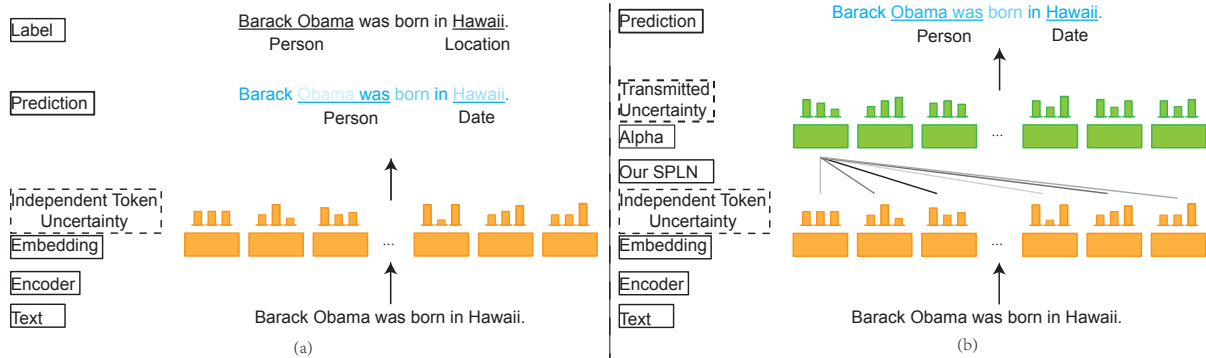 Label
Barack Obama was born in Hawaii.
Person
Location
Prediction
Barack Obama was born in Hawaii.
Person
Date
Independent Token
Uncertainty
Embedding
...
Encoder
Text
Barack Obama was born in Hawaii.
(a)
Prediction
Barack Obama was born in Hawaii.
Person
Date
Transmitted
Uncertainty
Alpha
...
Our SPLN
Independent Token
Uncertainty
Embedding
...
Encoder
Text
Barack Obama was born in Hawaii.
(b)